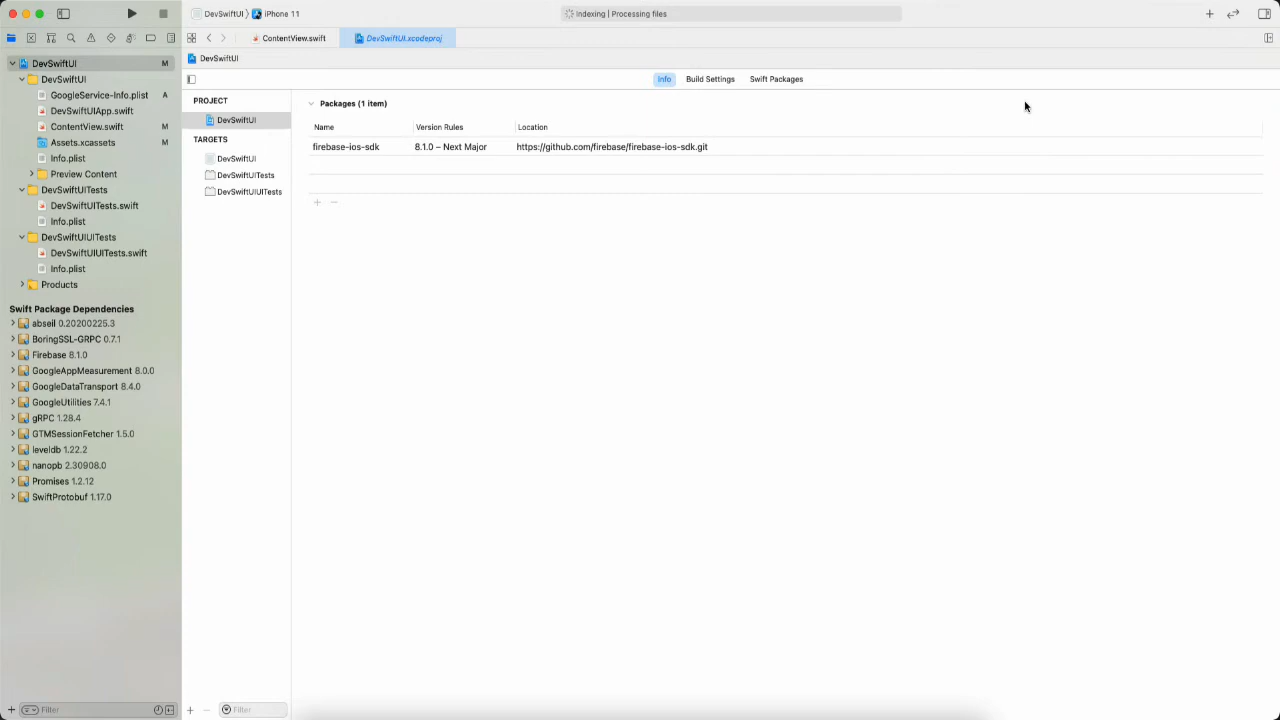 DevSwiftUI
iPhone 11
Indexing | Processing files
ContentView.swift
DevSwiftUI.xcodeproj
DevSwiftUI
M
DevSwiftUI
GoogleService-Info.plist
A
DevSwiftUIApp.swift
ContentView.swift
M
Assets.xcassets
M
Info.plist
Preview Content
DevSwiftUITests
DevSwiftUITests.swift
Info.plist
DevSwiftUIUITests
DevSwiftUIUITests.swift
Info.plist
Products
Swift Package Dependencies
abseil 0.20200225.3
BoringSSL-GRPC 0.7.1
Firebase 8.1.0
GoogleAppMeasurement 8.0.0
GoogleDataTransport 8.4.0
GoogleUtilities 7.4.1
gRPC 1.28.4
GTMSessionFetcher 1.5.0
leveldb 1.22.2
nanopb 2.30908.0
Promises 1.2.12
SwiftProtobuf 1.17.0
Filter
DevSwiftUI
Info
Build Settings
Swift Packages
PROJECT
DevSwiftUI
TARGETS
DevSwiftUI
DevSwiftUITests
DevSwiftUIUITests
Filter
Packages (1 item)
Name
Version Rules
Location
firebase-ios-sdk
8.1.0 – Next Major
https://github.com/firebase/firebase-ios-sdk.git